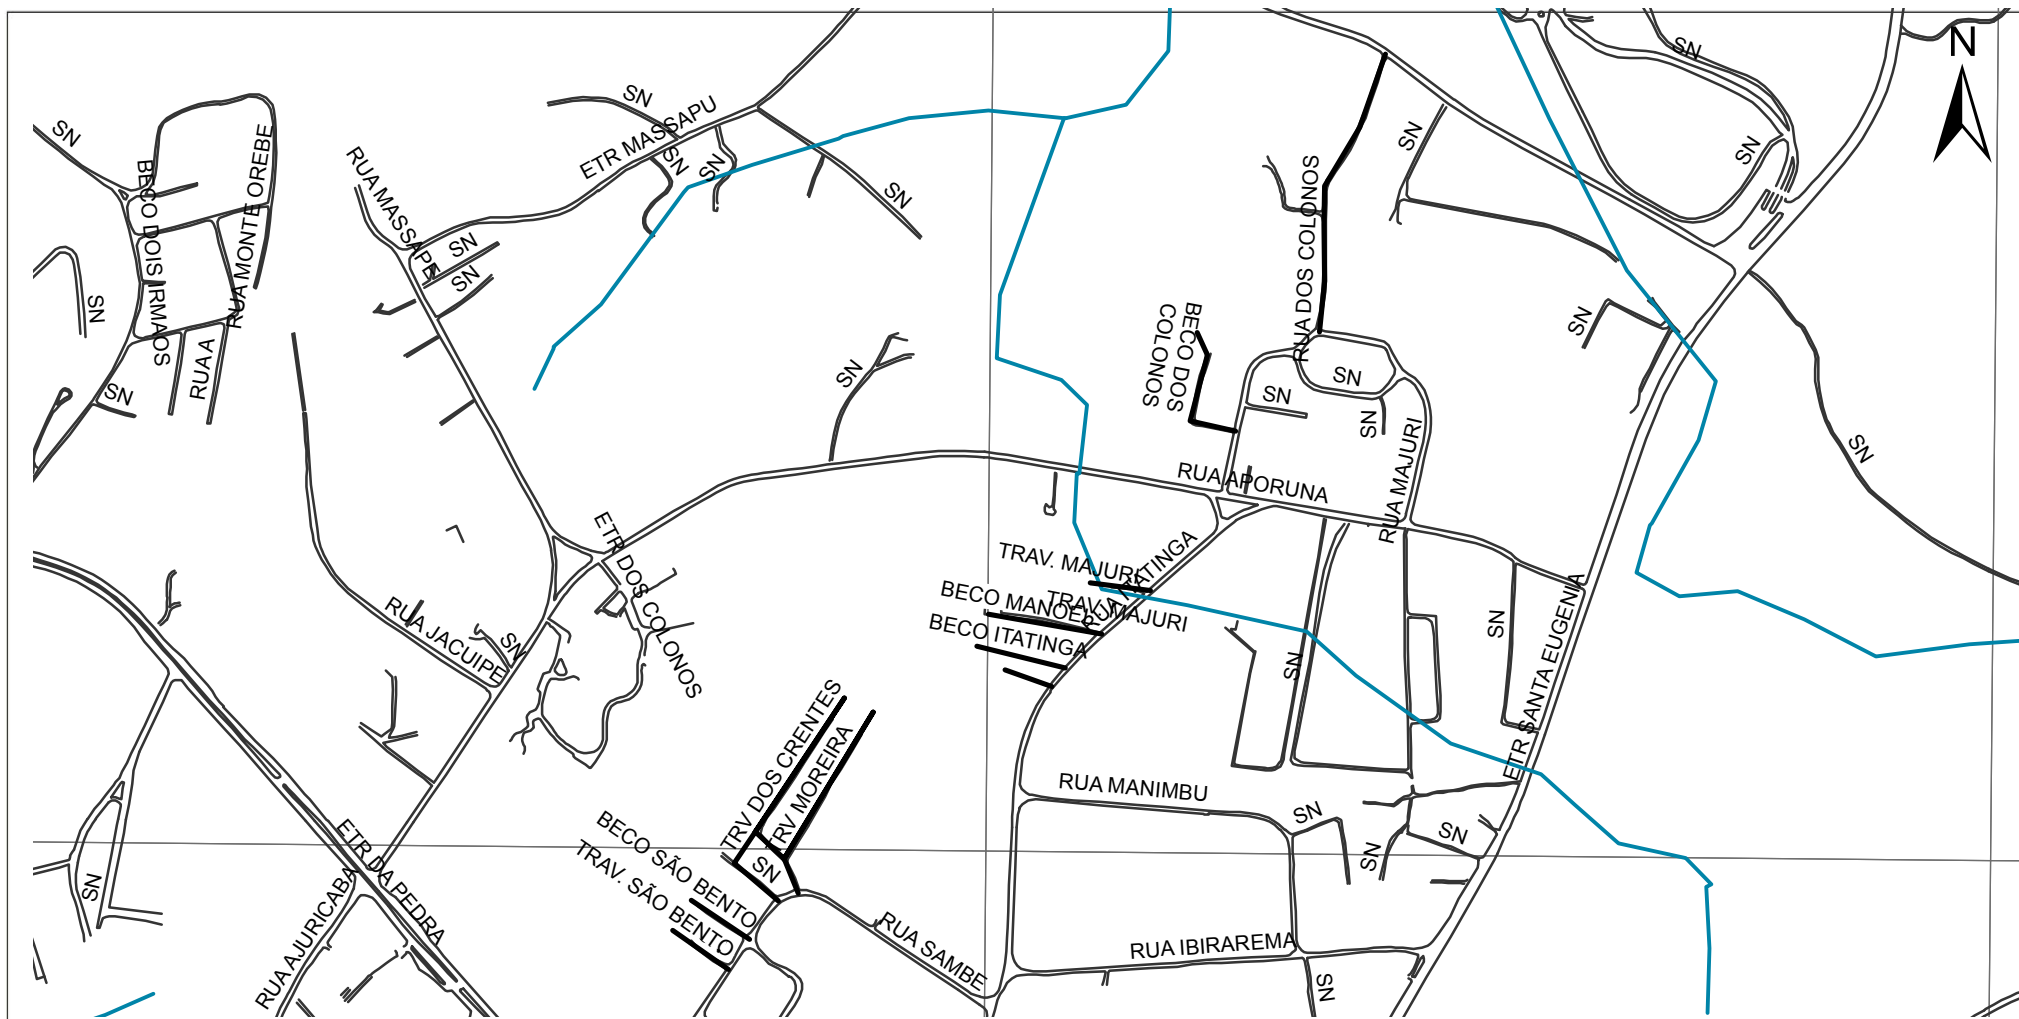 SN
N
SN
ETR MASSAPU
SN
SN
SN
SN
SN
SN
SN
BECO DOIS IRMAOS
RUA MONTE OREBE
RUA MASSAPE
SN
SN
SN
RUA A
SN
SN
RUA DOS COLONOS
BECO DOS
COLONOS
SN
SN
SN
SN
SN
SN
RUA MAJURI
RUA APORUNA
ETR DOS COLONOS
RUA JACUIPE
SN
TRAV. MAJURI
RUA ITATINGA
BECO MANOEL
TRAV. MAJURI
BECO ITATINGA
SN
SN
ETR SANTA EUGENIA
TRV DOS CRENTES
TRV MOREIRA
SN
RUA MANIMBU
SN
SN
SN
BECO SÃO BENTO
TRAV. SÃO BENTO
ETR DA PEDRA
RUA AJURICABA
SN
RUA SAMBE
RUA IBIRAREMA
SN